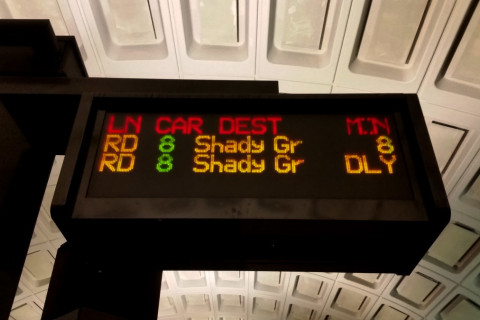 LN CAR DEST MIN
RD 8 Shady Gr 8
RD 8 Shady Gr DLY